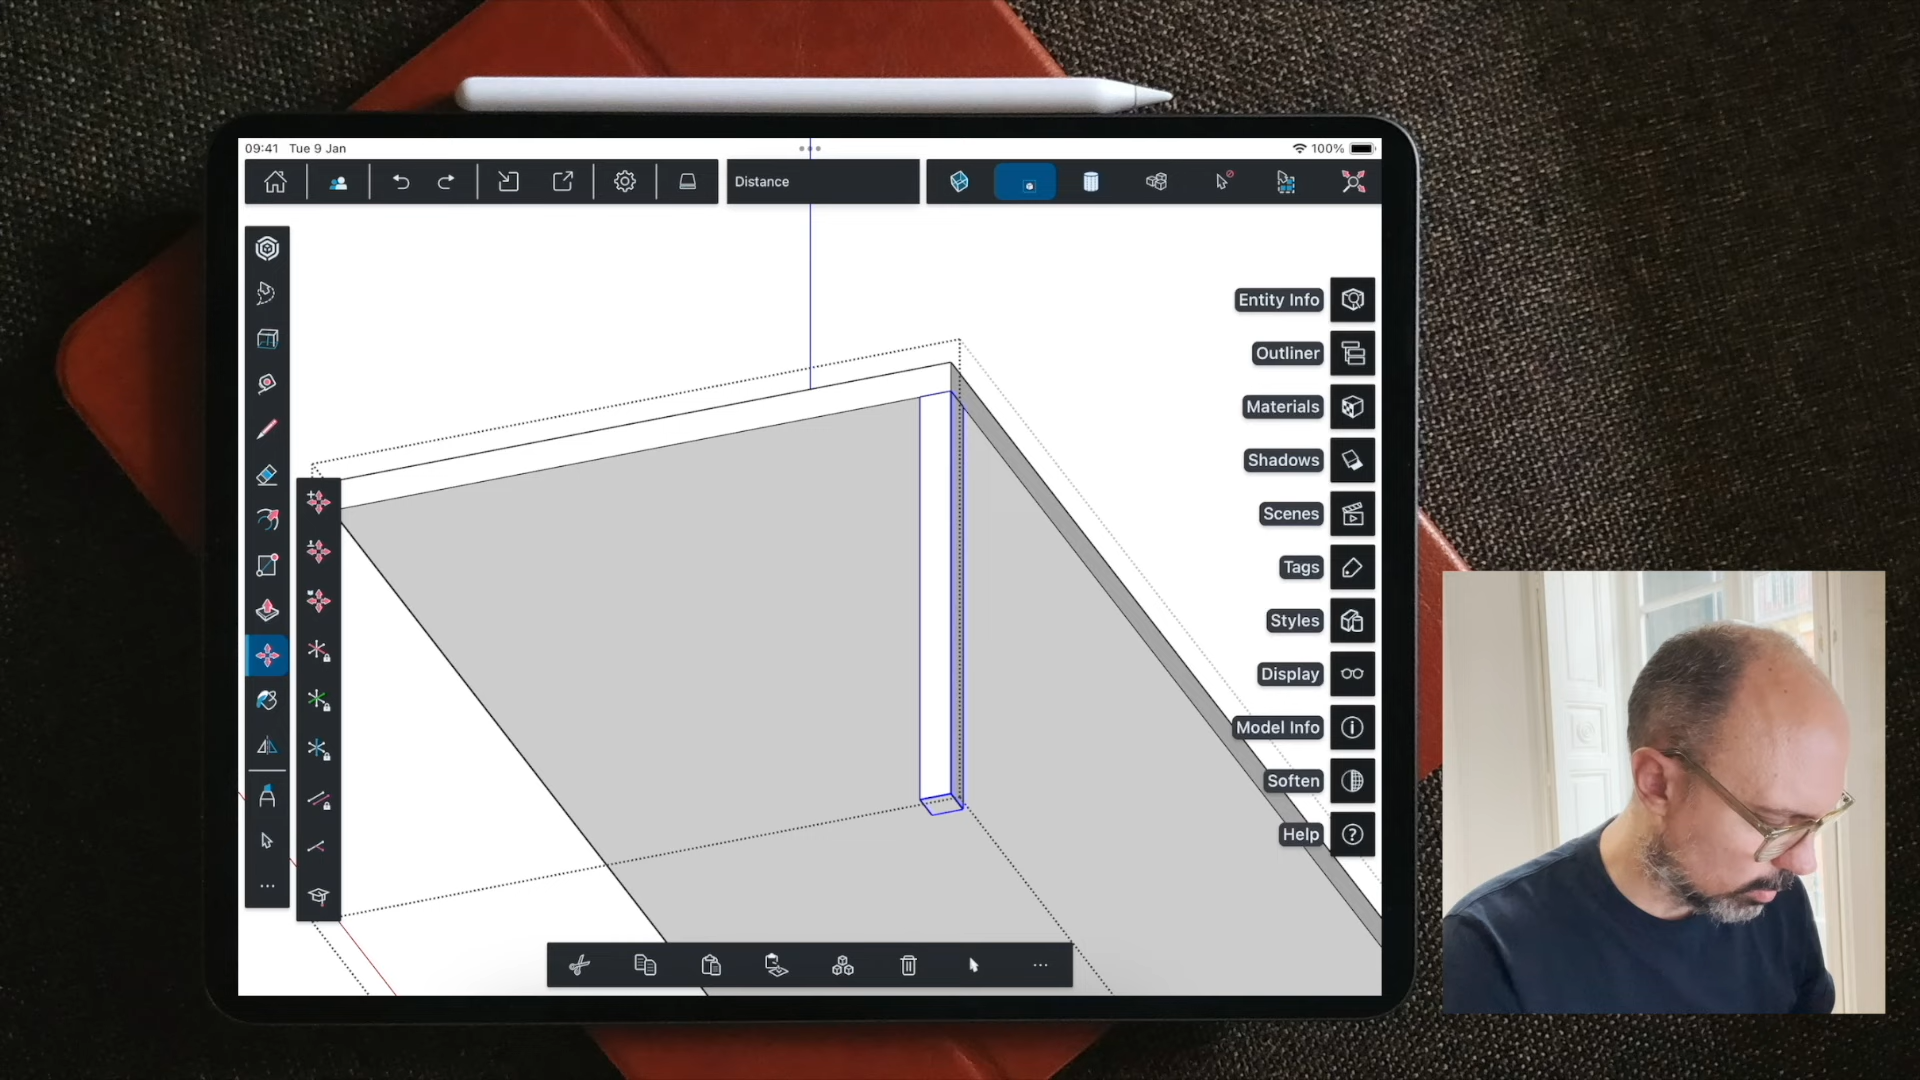 09:41 Tue 9 Jan
100%
Distance
Entity Info
Outliner
Materials
Shadows
Scenes
Tags
Styles
Display
Model Info
Soften
Help